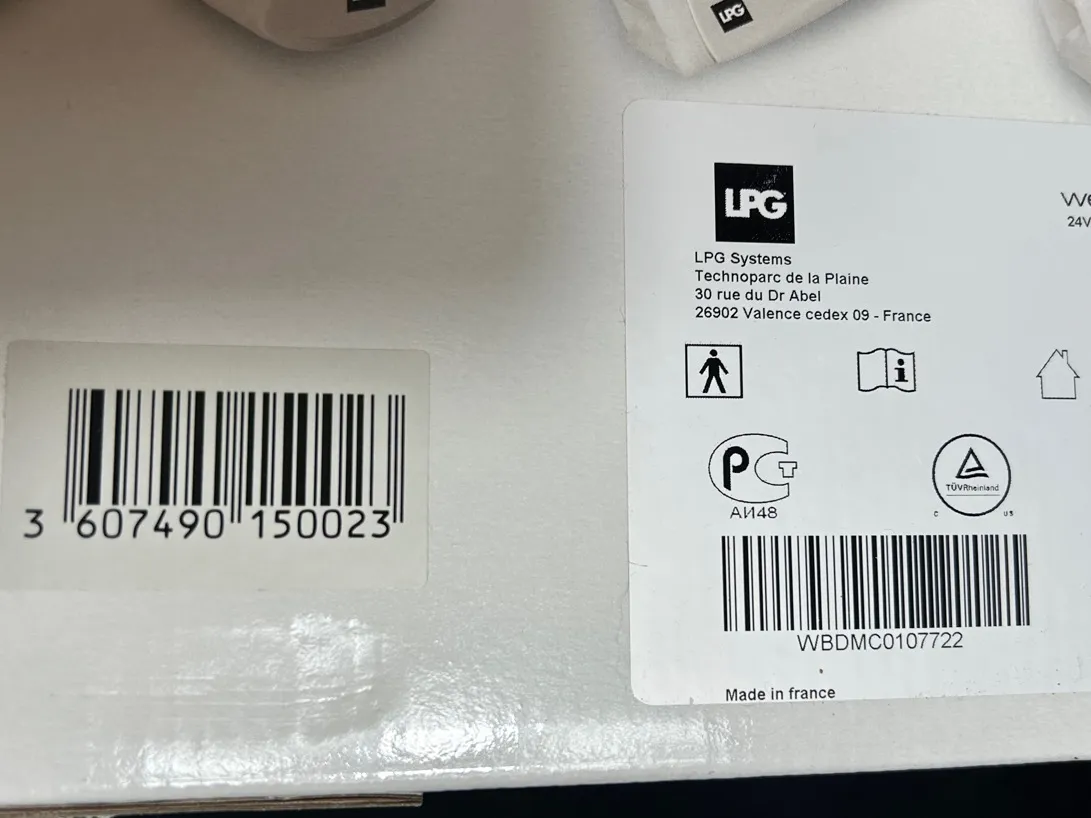 LPG
LPG
LPG Systems
Technoparc de la Plaine
30 rue du Dr Abel
26902 Valence cedex 09 - France
24V
3 607490 150023
РСТ
АИ48
TÜVRheinland
C US
WBDMC0107722
Made in france